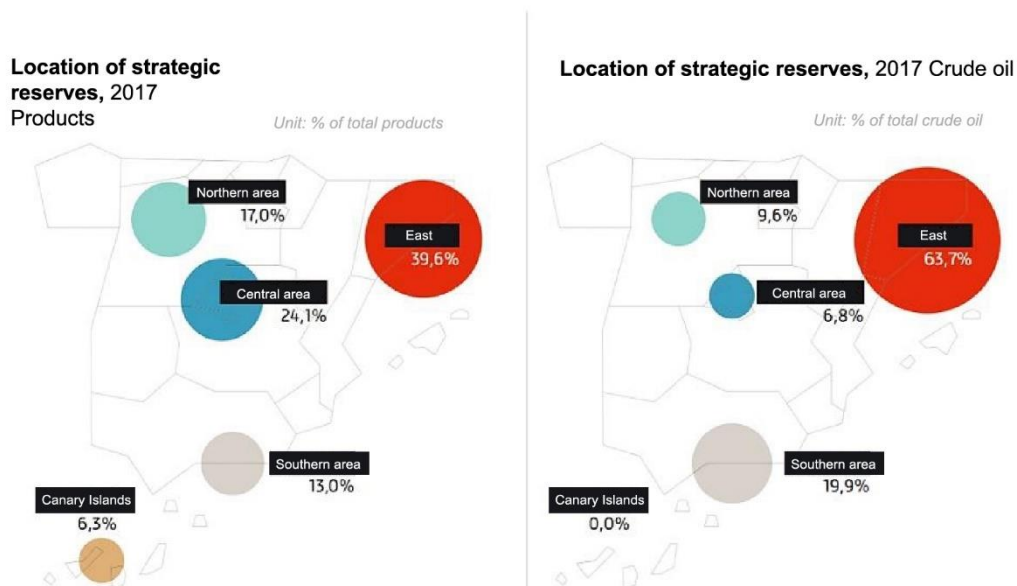 Location of strategic
reserves, 2017
Products
Unit: % of total products
Northern area
17,0%
East
39,6%
Central area
24,1%
Southern area
13,0%
Canary Islands
6,3%
Location of strategic reserves, 2017 Crude oil
Unit: % of total crude oil
Northern area
9,6%
East
63,7%
Central area
6,8%
Southern area
19,9%
Canary Islands
0,0%